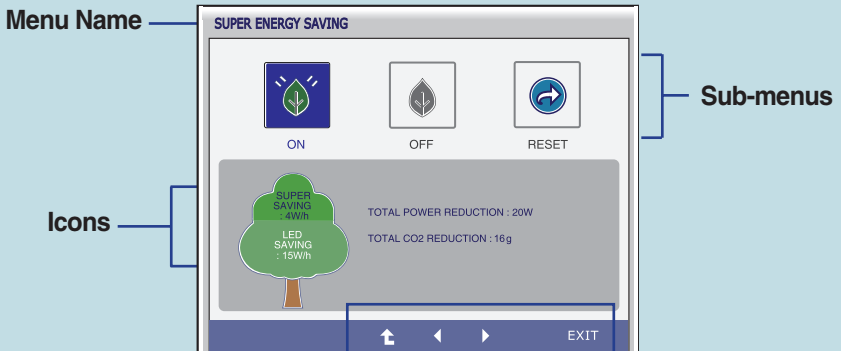 Menu Name
SUPER ENERGY SAVING
ON
OFF
RESET
Sub-menus
Icons
SUPER
SAVING
: 4W/h
LED
SAVING
: 15W/h
TOTAL POWER REDUCTION : 20W
TOTAL CO2 REDUCTION : 16g
EXIT